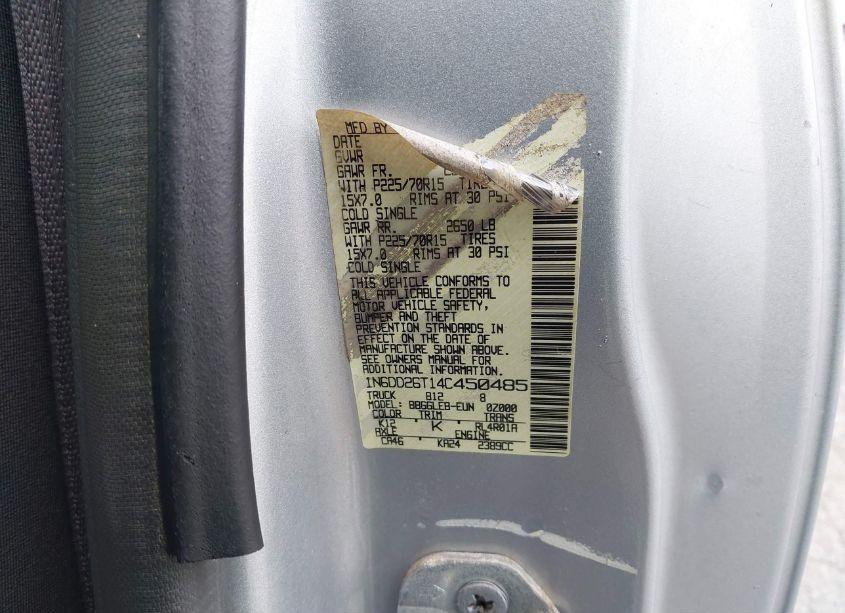 MFD BY
DATE
GVWR
GAWR FR.
WITH P225/70R15 TIRES
15X7.0 RIMS AT 30 PSI
COLD SINGLE
GAWR RR. 2650 LB
WITH P225/70R15 TIRES
15X7.0 RIMS AT 30 PSI
COLD SINGLE
THIS VEHICLE CONFORMS TO
ALL APPLICABLE FEDERAL
MOTOR VEHICLE SAFETY,
BUMPER AND THEFT
PREVENTION STANDARDS IN
EFFECT ON THE DATE OF
MANUFACTURE SHOWN ABOVE.
SEE OWNERS MANUAL FOR
ADDITIONAL INFORMATION.
1N6DD26T14C450485
TRUCK 812 8
MODEL: BBGGLEB-EUN 0Z000
COLOR TRIM TRANS
K12 K RL4R01A
AXLE ENGINE
CA46 KA24 2389CC